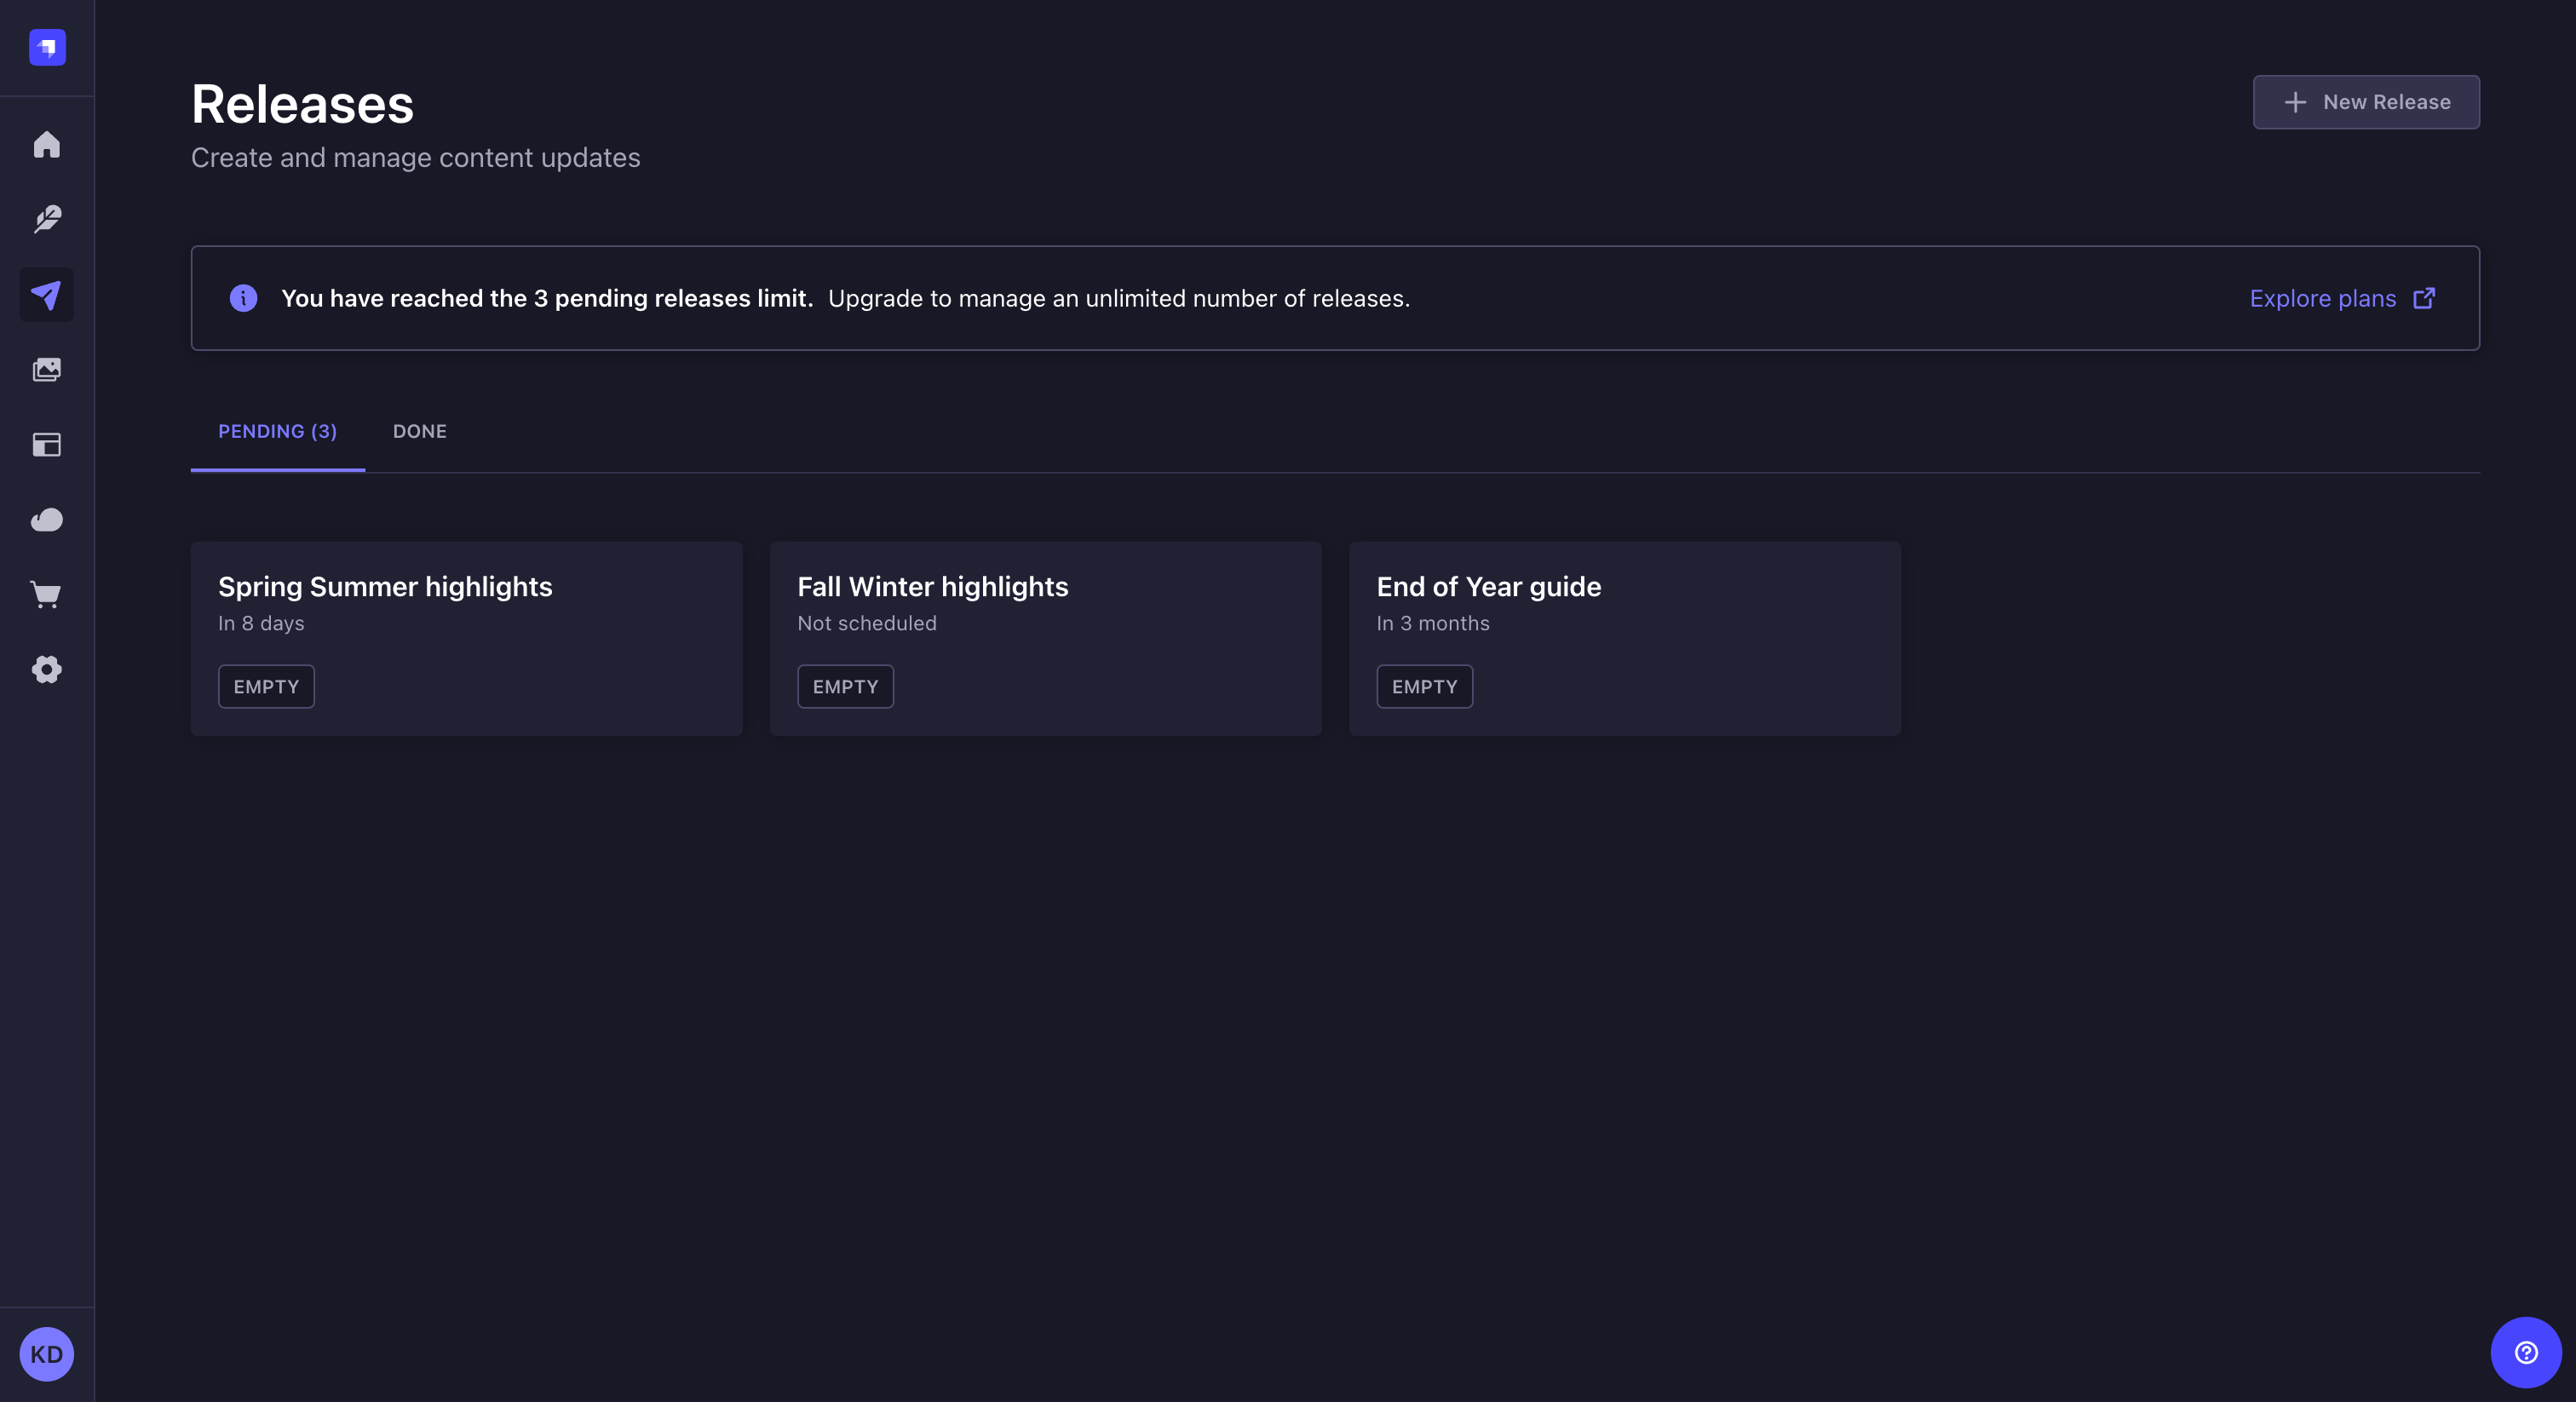 Releases
Create and manage content updates
New Release
You have reached the 3 pending releases limit. Upgrade to manage an unlimited number of releases.
Explore plans
PENDING (3)
DONE
Spring Summer highlights
In 8 days
EMPTY
Fall Winter highlights
Not scheduled
EMPTY
End of Year guide
In 3 months
EMPTY
KD